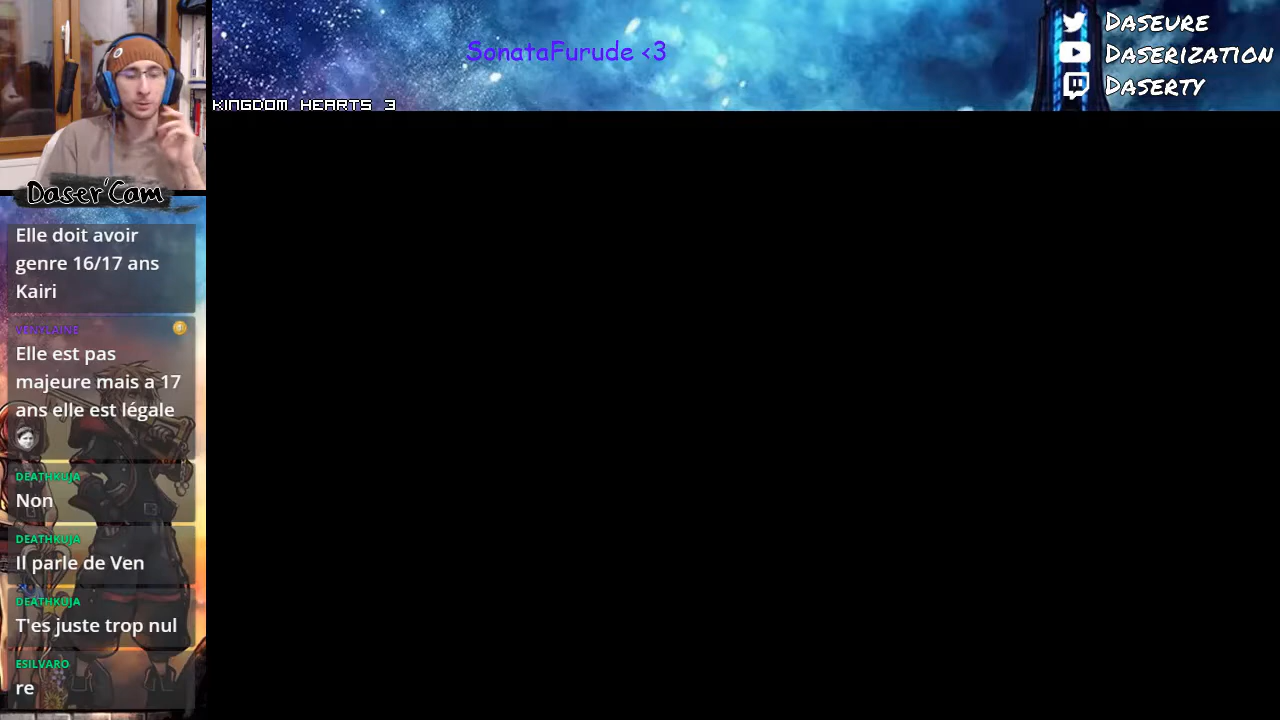 SonataFurude <3
KINGDOM HEARTS 3
Daseure
Daserization
Daserty
Daser'Cam
Elle doit avoir
genre 16/17 ans
Kairi
VENYLAINE
Elle est pas
majeure mais a 17
ans elle est légale
DEATHKUJA
Non
DEATHKUJA
Il parle de Ven
DEATHKUJA
T'es juste trop nul
ESILVARO
re